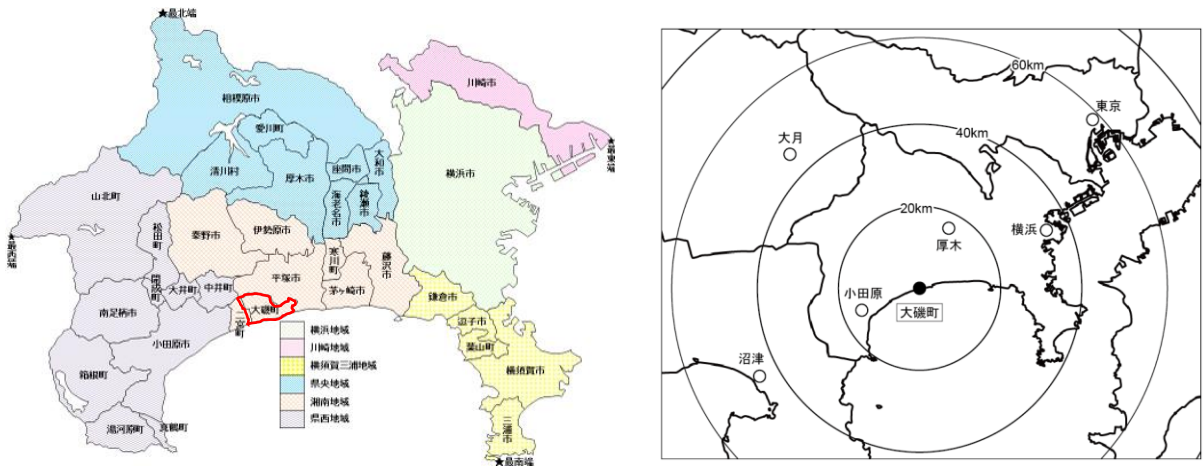 ★最北端
川崎市
相模原市
愛川町
大和市
★最東端
清川村
厚木市
座間市
横浜市
海老名市
綾瀬市
山北町
松田町
秦野市
伊勢原市
★最西端
寒川町
藤沢市
開成町
大井町
中井町
平塚市
鎌倉市
茅ヶ崎市
南足柄市
二宮町
大磯町
逗子市
小田原市
葉山町
箱根町
横須賀市
湯河原町
真鶴町
三浦市
★最南端
横浜地域
川崎地域
横須賀三浦地域
県央地域
湘南地域
県西地域
60km
東京
40km
大月
20km
厚木
横浜
小田原
大磯町
沼津